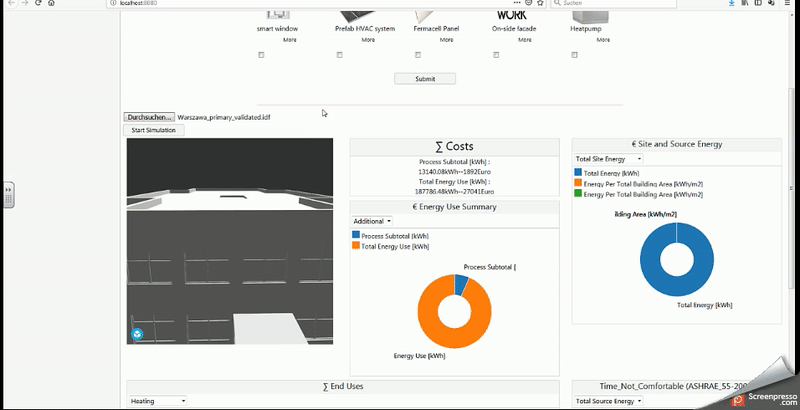 localhost:8080
Suchen
smart window
Prefab HVAC system
Fermacell Panel
WORK
On-side facade
Heatpump
More
More
More
More
More
Submit
Durchsuchen...
Warszawa_primary_validated.idf
Start Simulation
∑ Costs
Process Subtotal [kWh] :
13140.08kWh--1892Euro
Total Energy Use [kWh] :
187786.48kWh--27041Euro
€ Energy Use Summary
Additional
Process Subtotal [kWh]
Total Energy Use [kWh]
Process Subtotal [
Energy Use [kWh]
€ Site and Source Energy
Total Site Energy
Total Energy [kWh]
Energy Per Total Building Area [kWh/m2]
Energy Per Total Building Area [kWh/m2]
ilding Area [kWh/m2]
Total Energy [kWh]
∑ End Uses
Heating
Time_Not_Comfortable (ASHRAE_55-200
Total Source Energy
Screenpresso
.com